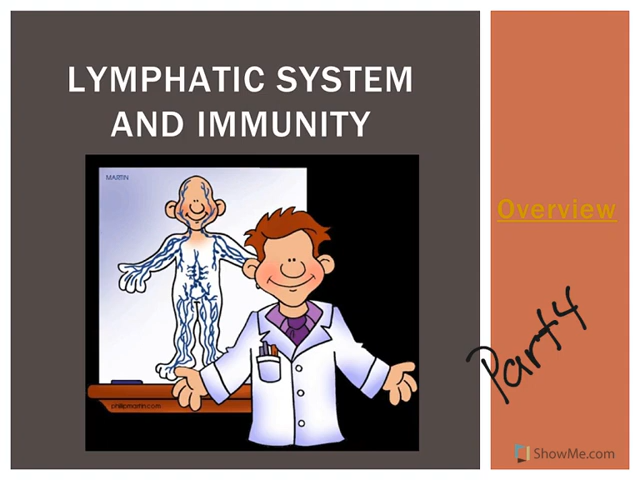 LYMPHATIC SYSTEM
AND IMMUNITY
MARTIN
phillipmartin.com
Overview
Part 4
ShowMe.com